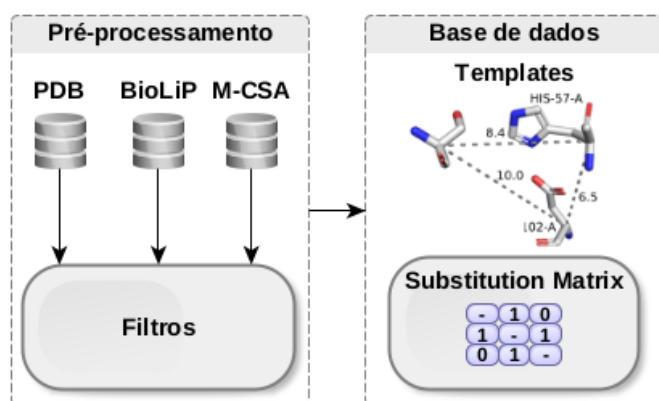 Pré-processamento
PDB BioLiP M-CSA
Filtros
Base de dados
Templates
HIS-57-A
8.4
10.0
6.5
102-A
Substitution Matrix
- 1 0
1 - 1
0 1 -